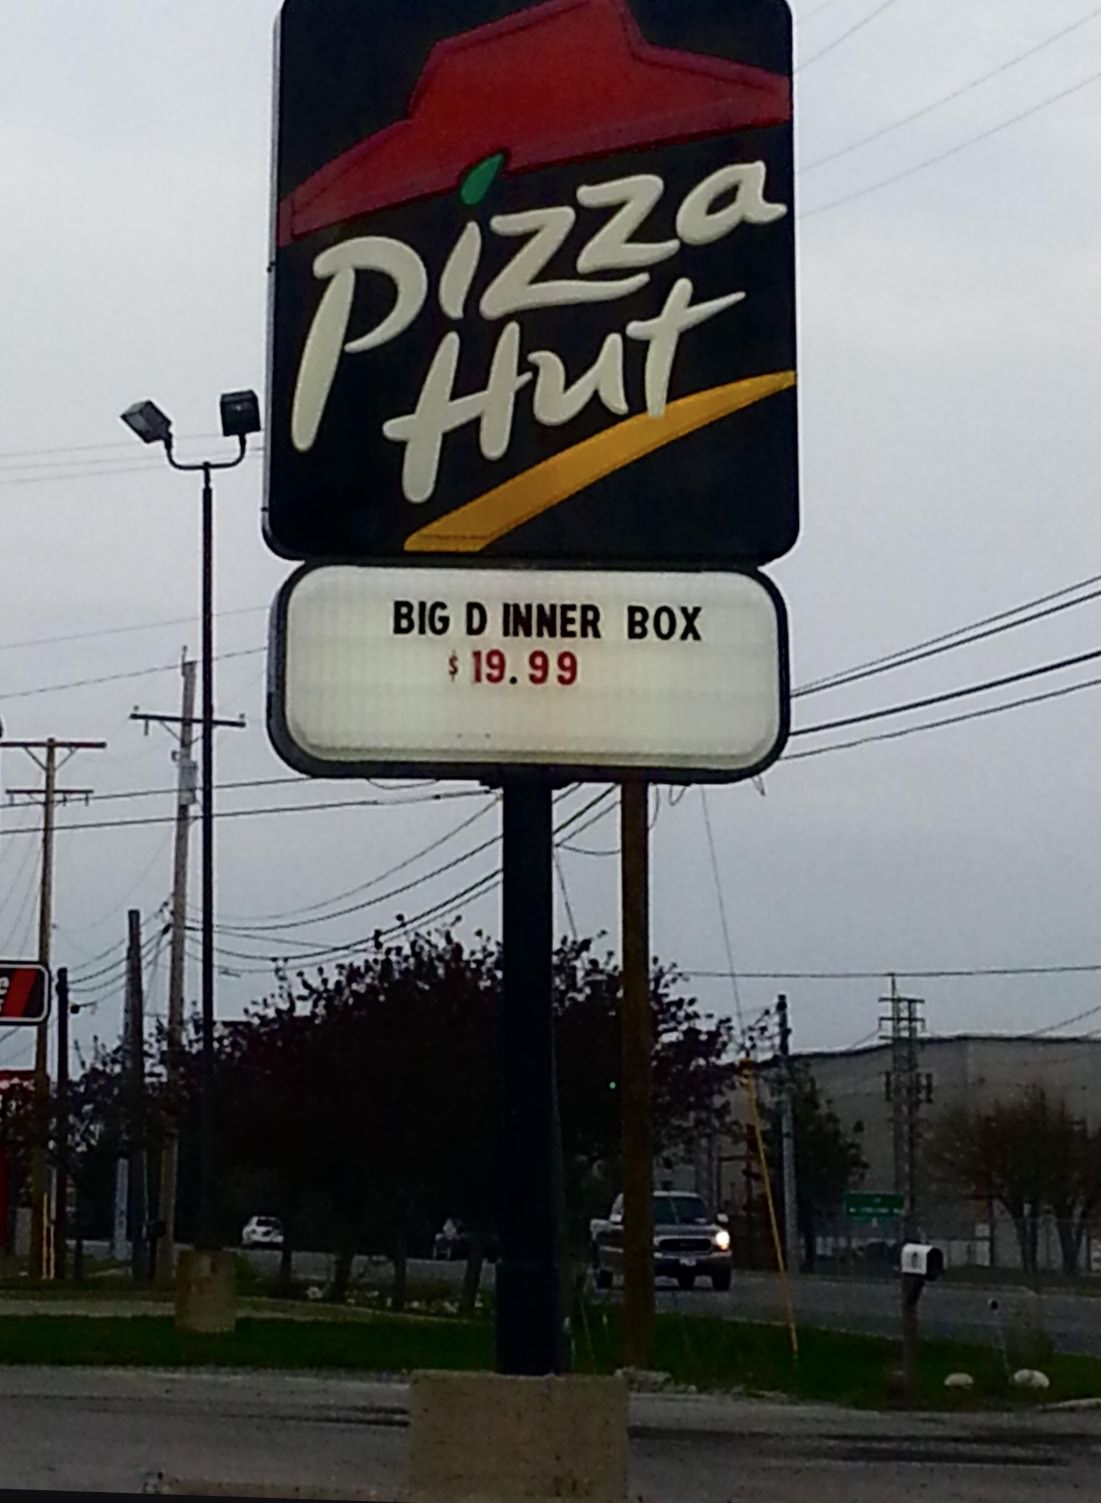 Pizza
Hut
BIG D INNER BOX
$ 19.99